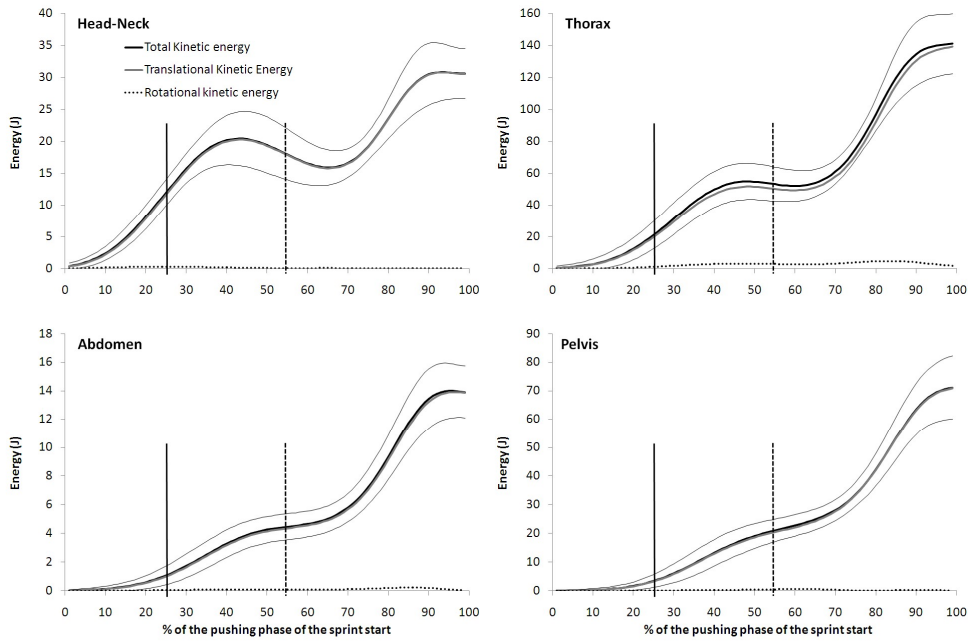 Head-Neck
Total Kinetic energy
Translational Kinetic Energy
Rotational kinetic energy
Energy (J)
40
35
30
25
20
15
10
5
0
0 10 20 30 40 50 60 70 80 90 100
Thorax
Energy (J)
160
140
120
100
80
60
40
20
0
0 10 20 30 40 50 60 70 80 90 100
Abdomen
Energy (J)
18
16
14
12
10
8
6
4
2
0
0 10 20 30 40 50 60 70 80 90 100
% of the pushing phase of the sprint start
Pelvis
Energy (J)
90
80
70
60
50
40
30
20
10
0
0 10 20 30 40 50 60 70 80 90 100
% of the pushing phase of the sprint start